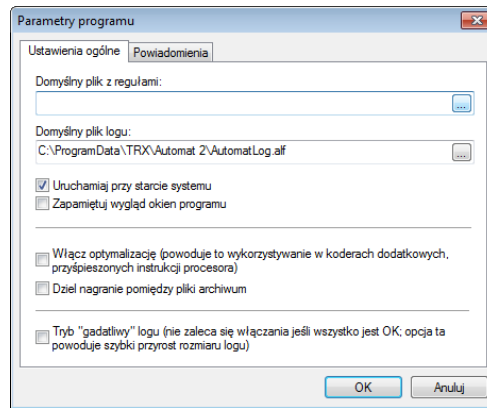 Parametry programu
Ustawienia ogólne
Powiadomienia
Domyślny plik z regułami:
...
Domyślny plik logu:
C:\ProgramData\TRX\Automat 2\AutomatLog.alf
...
Uruchamiaj przy starcie systemu
Zapamiętuj wygląd okien programu
Włącz optymalizację (powoduje to wykorzystywanie w koderach dodatkowych,
przyśpieszonych instrukcji procesora)
Dziel nagranie pomiędzy pliki archiwum
Tryb "gadatliwy" logu (nie zaleca się włączania jeśli wszystko jest OK; opcja ta
powoduje szybki przyrost rozmiaru logu)
OK
Anuluj